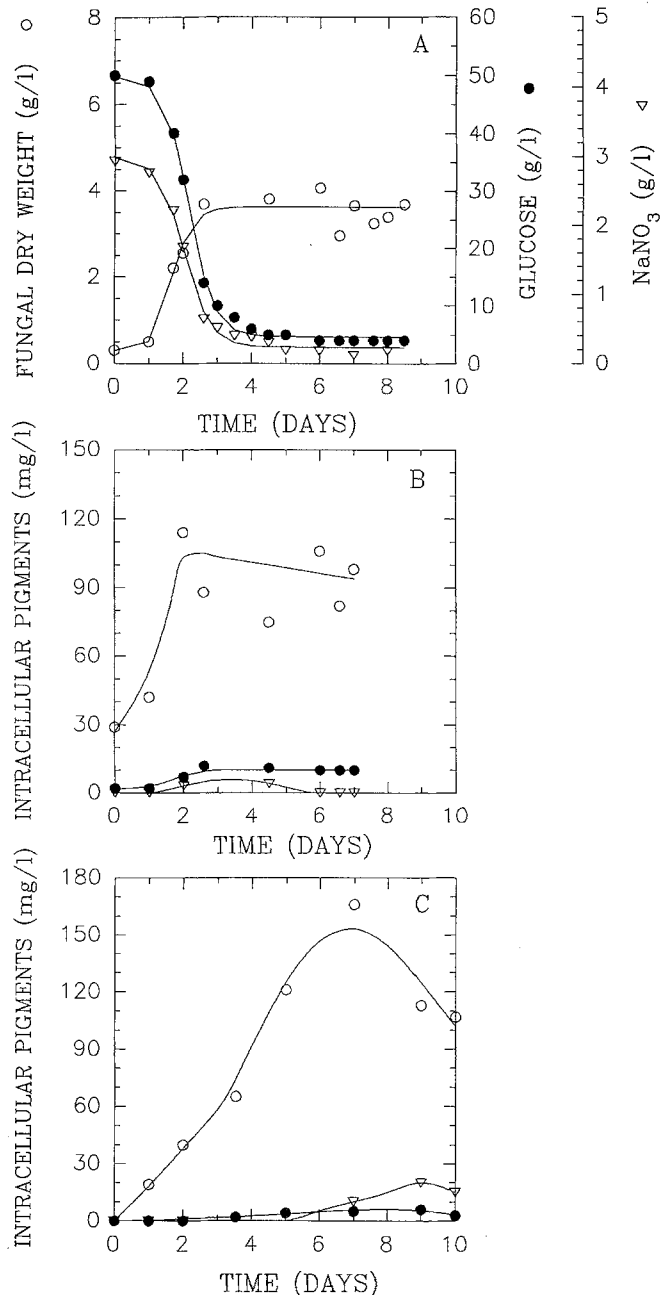 FUNGAL DRY WEIGHT (g/l) ○
8
6
4
2
0
A
60
50
40
30
20
10
0
GLUCOSE (g/l) ●
5
4
3
2
1
0
NaNO3 (g/l) ▽
0 2 4 6 8 10
TIME (DAYS)
INTRACELLULAR PIGMENTS (mg/l)
150
120
90
60
30
0
B
0 2 4 6 8 10
TIME (DAYS)
INTRACELLULAR PIGMENTS (mg/l)
180
150
120
90
60
30
0
C
0 2 4 6 8 10
TIME (DAYS)